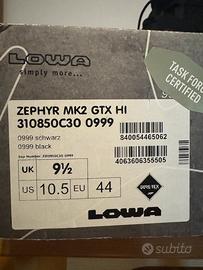 LOWA
simply more...
TASK FORCE
CERTIFIED
ZEPHYR MK2 GTX HI
310850C30 0999
0999 schwarz
0999 black
840054465062
4063606355505
UK 9½
US 10.5 EU 44
GORE-TEX
LOWA
subito